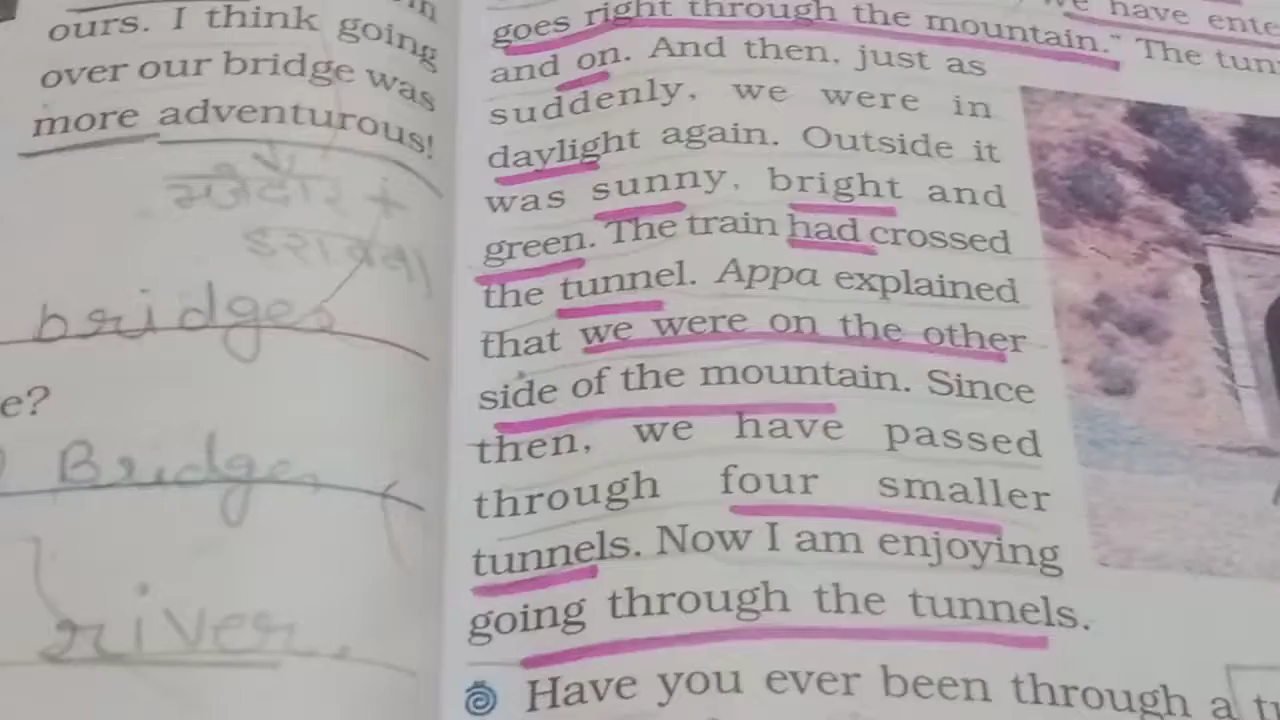 ours. I think going
over our bridge was
more adventurous!
मजेदार +
डरावना
bridges
e?
Bridges
river.
we have ente
goes right through the mountain." The tun
and on. And then, just as
suddenly, we were in
daylight again. Outside it
was sunny, bright and
green. The train had crossed
the tunnel. Appa explained
that we were on the other
side of the mountain. Since
then, we have passed
through four smaller
tunnels. Now I am enjoying
going through the tunnels.
Have you ever been through a tu